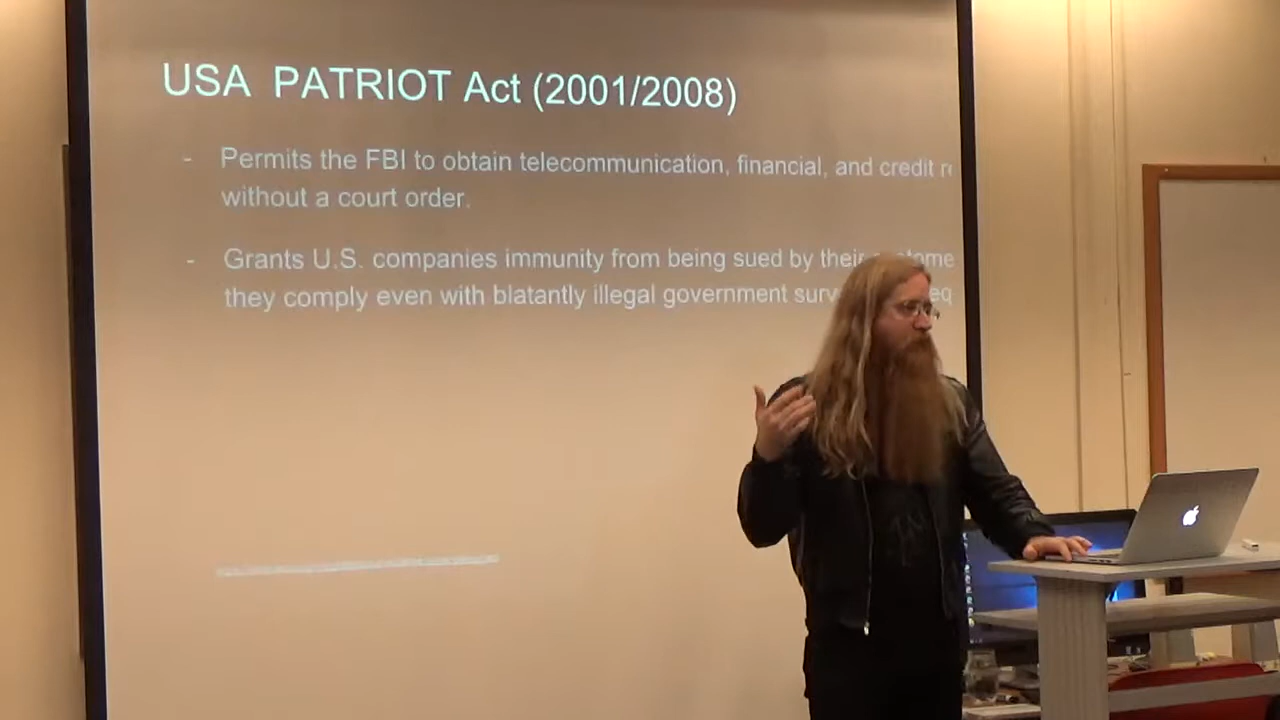 USA PATRIOT Act (2001/2008)
- Permits the FBI to obtain telecommunication, financial, and credit
without a court order.
- Grants U.S. companies immunity from being sued by their
they comply even with blatantly illegal government